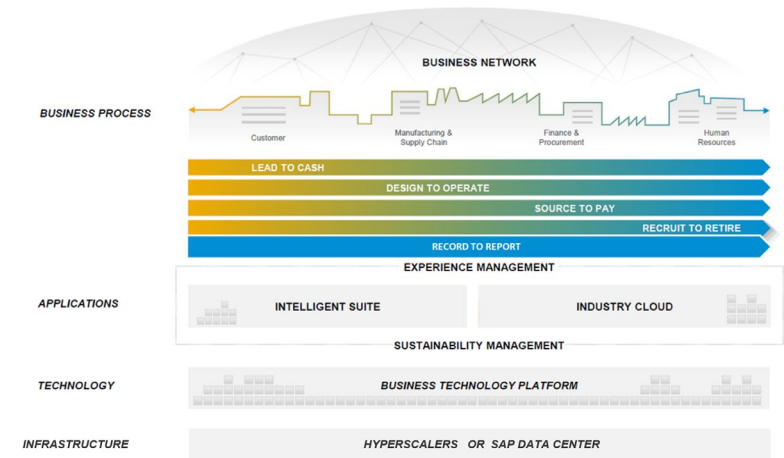 BUSINESS NETWORK
BUSINESS PROCESS
Customer
Manufacturing &
Supply Chain
Finance &
Procurement
Human
Resources
LEAD TO CASH
DESIGN TO OPERATE
SOURCE TO PAY
RECRUIT TO RETIRE
RECORD TO REPORT
EXPERIENCE MANAGEMENT
APPLICATIONS
INTELLIGENT SUITE
INDUSTRY CLOUD
SUSTAINABILITY MANAGEMENT
TECHNOLOGY
BUSINESS TECHNOLOGY PLATFORM
INFRASTRUCTURE
HYPERSCALERS OR SAP DATA CENTER